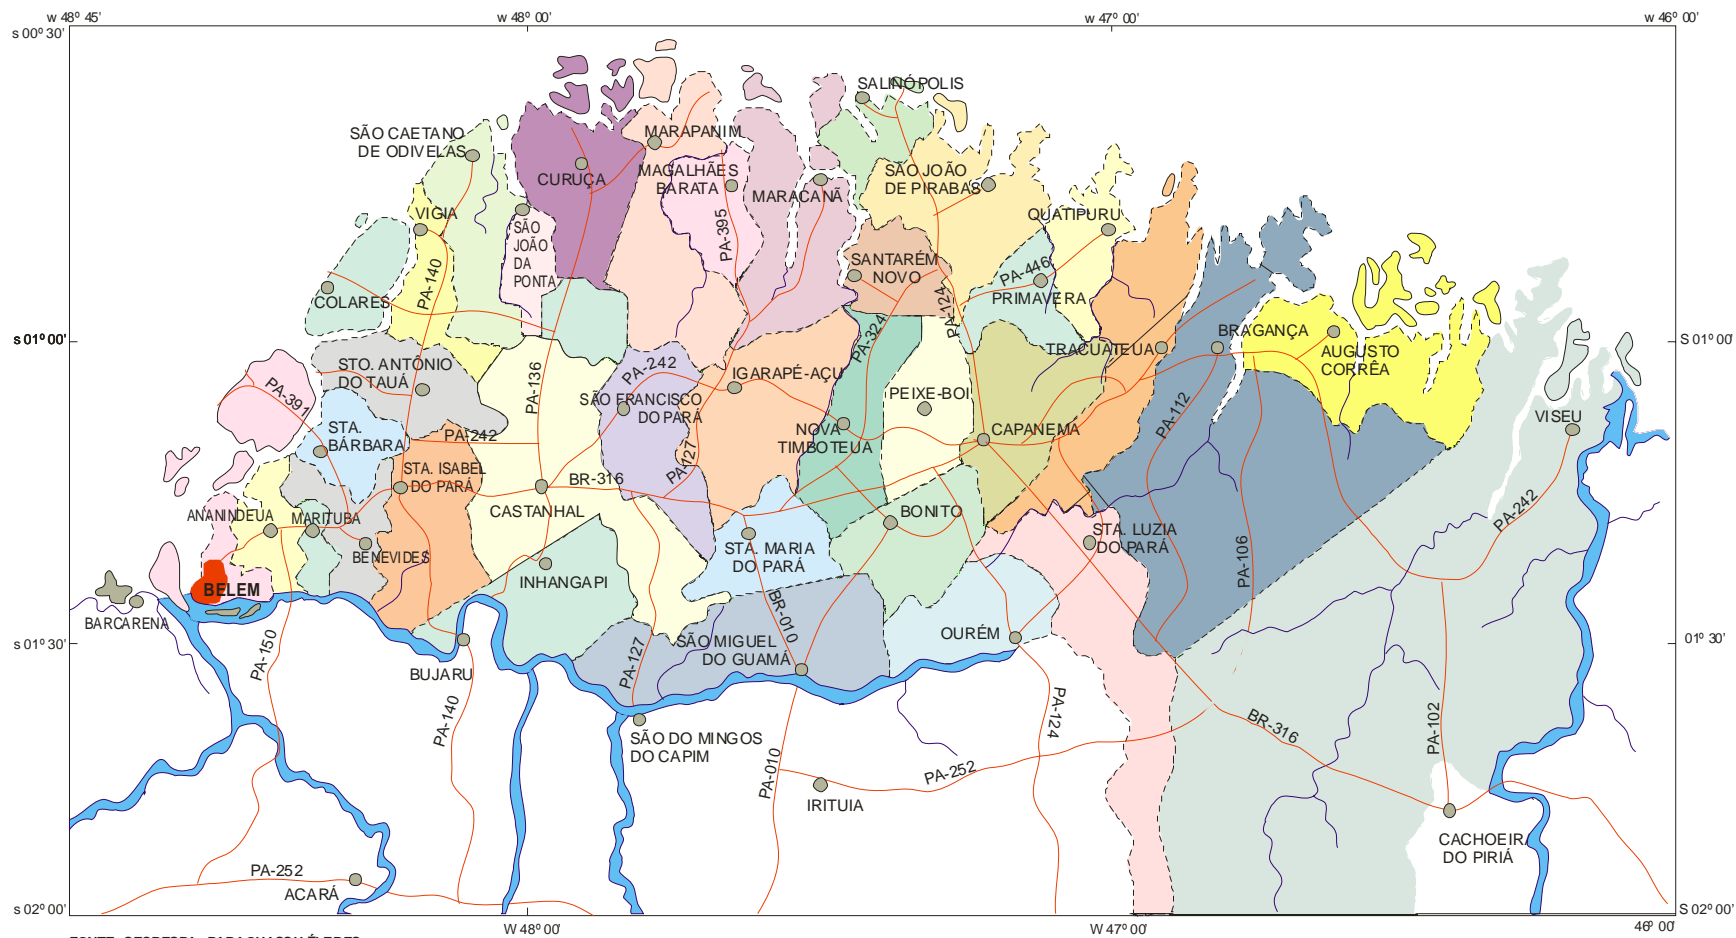 w 48º 45'
w 48º 00'
w 47º 00'
w 46º 00'
s 00º 30'
SALINÓPOLIS
SÃO CAETANO
DE ODIVELAS
MARAPANIM
CURUÇA
MAGALHÃES
BARATA
MARACANÃ
SÃO JOÃO
DE PIRABAS
VIGIA
QUATIPURU
SÃO
JOÃO
DA
PONTA
PA-395
SANTARÉM
NOVO
PA-446
PRIMAVERA
PA-140
COLARES
PA-124
PA-324
s 01º 00'
s 01º 00'
TRACUATEUA
BRAGANÇA
AUGUSTO
CORRÊA
STO. ANTÔNIO
DO TAUÁ
PA-242
IGARAPÉ-AÇU
PA-136
PA-391
SÃO FRANCISCO
DO PARÁ
PEIXE-BOI
PA-112
VISEU
STA.
BÁRBARA
PA-242
NOVA
TIMBOTEUA
CAPANEMA
STA. ISABEL
DO PARÁ
PA-127
BR-316
CASTANHAL
BONITO
PA-242
ANANINDEUA
MARITUBA
STA. LUZIA
DO PARÁ
BENEVIDES
STA. MARIA
DO PARÁ
PA-106
INHANGAPI
BELEM
BR-010
BARCARENA
OURÉM
s 01º 30'
01º 30'
PA-150
SÃO MIGUEL
DO GUAMÁ
PA-127
BUJARU
PA-140
PA-124
BR-316
PA-102
SÃO DO MINGOS
DO CAPIM
PA-010
PA-252
IRITUIA
CACHOEIRA
DO PIRIÁ
PA-252
ACARÁ
s 02º 00'
S 02º 00'
W 48º 00'
W 47º 00'
46º 00'